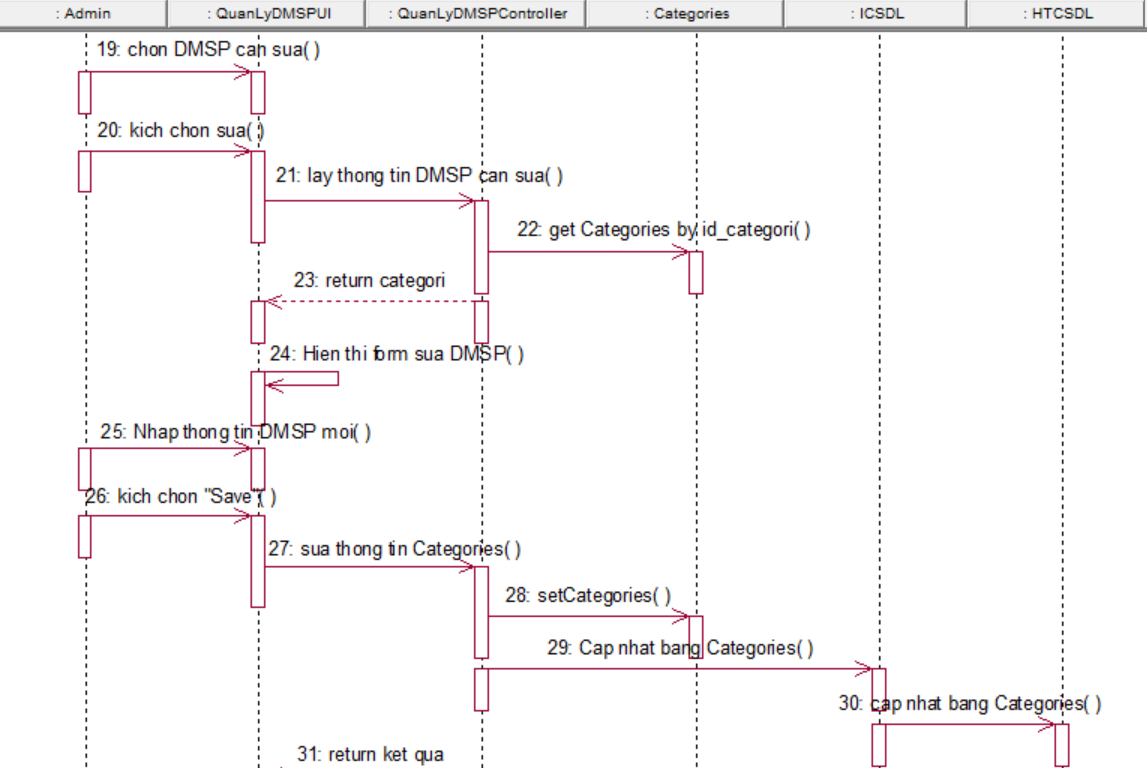 : Admin
: QuanLyDMSPUI
: QuanLyDMSPController
: Categories
: ICSDL
: HTCSDL
19: chon DMSP can sua( )
20: kich chon sua( )
21: lay thong tin DMSP can sua( )
22: get Categories by id_categori( )
23: return categori
24: Hien thi form sua DMSP( )
25: Nhap thong tin DMSP moi( )
26: kich chon "Save"( )
27: sua thong tin Categories( )
28: setCategories( )
29: Cap nhat bang Categories( )
30: cap nhat bang Categories( )
31: return ket qua